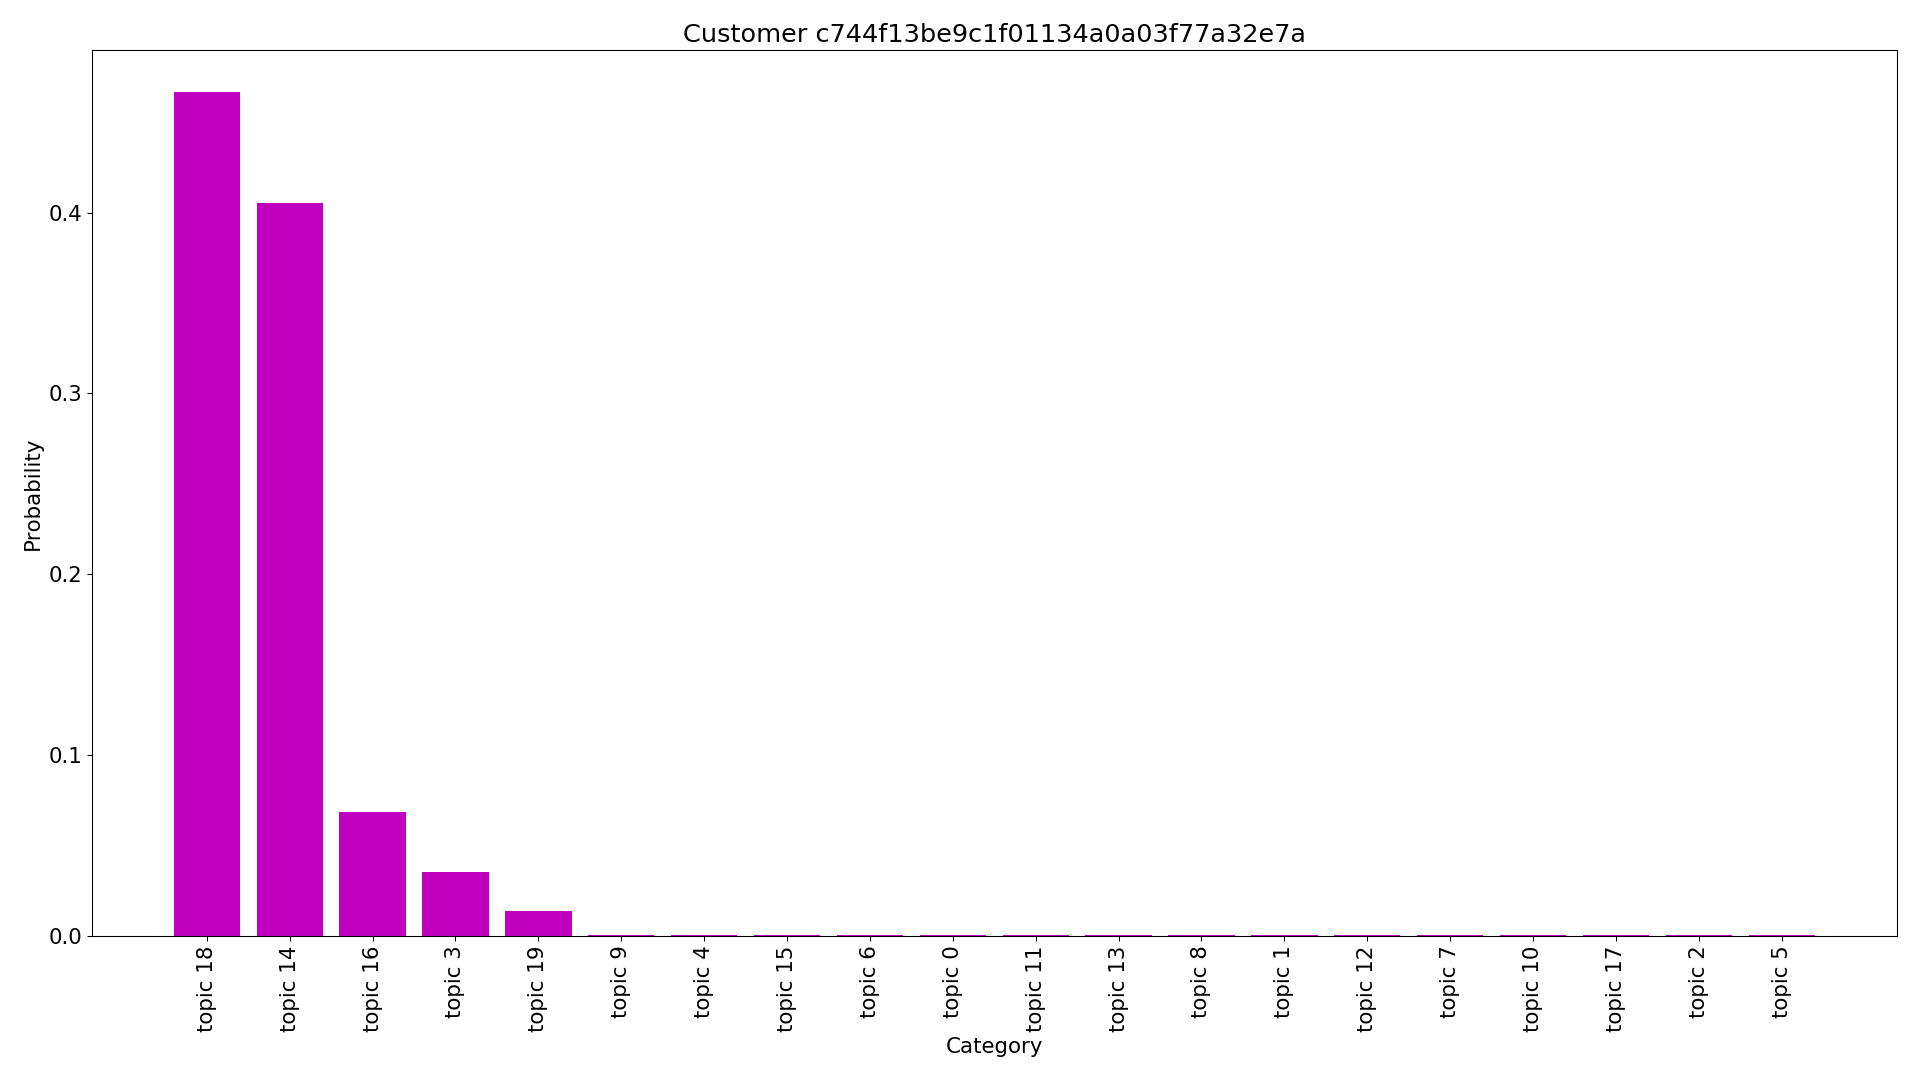 Customer c744f13be9c1f01134a0a03f77a32e7a
Probability
0.4
0.3
0.2
0.1
0.0
topic 18
topic 14
topic 16
topic 3
topic 19
topic 9
topic 4
topic 15
topic 6
topic 0
topic 11
topic 13
topic 8
topic 1
topic 12
topic 7
topic 10
topic 17
topic 2
topic 5
Category